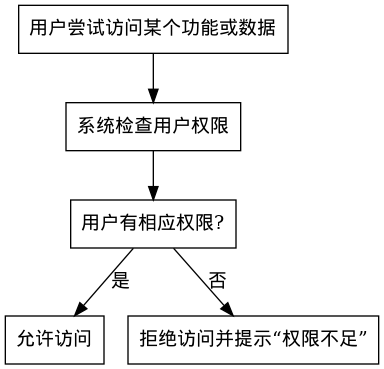 用户尝试访问某个功能或数据
系统检查用户权限
用户有相应权限?
是
否
允许访问
拒绝访问并提示“权限不足”